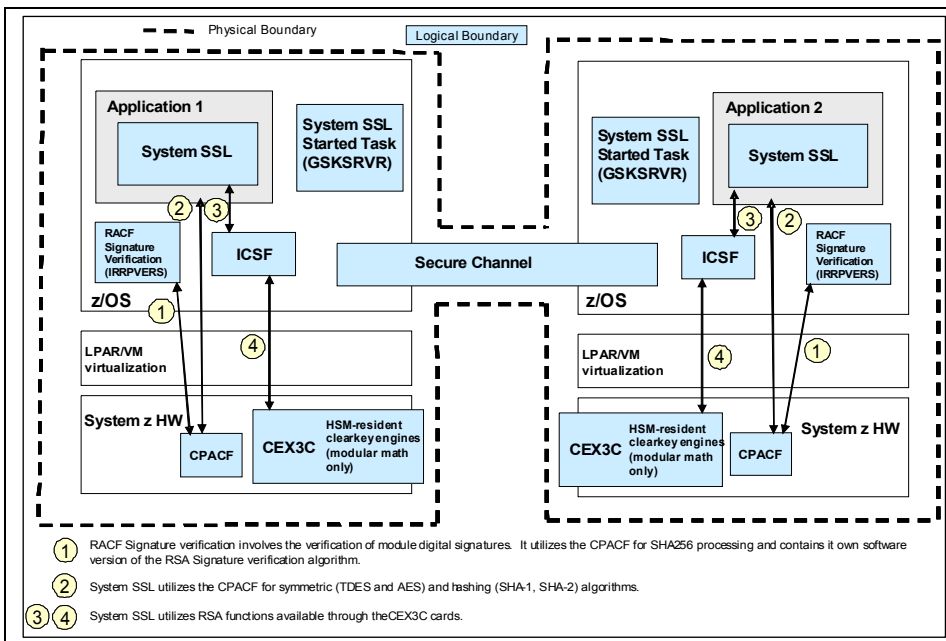 Physical Boundary
Logical Boundary
Application 1
System SSL
System SSL
Started Task
(GSKSRVR)
2
3
RACF
Signature
Verification
(IRRPVERS)
ICSF
z/OS
1
4
LPAR/VM
virtualization
System z HW
CPACF
CEX3C
HSM-resident
clearkey engines
(modular math
only)
Secure Channel
Application 2
System SSL
System SSL
Started Task
(GSKSRVR)
3
2
ICSF
RACF
Signature
Verification
(IRRPVERS)
z/OS
4
1
LPAR/VM
virtualization
System z HW
CEX3C
HSM-resident
clearkey engines
(modular math
only)
CPACF
1
RACF Signature verification involves the verification of module digital signatures. It utilizes the CPACF for SHA256 processing and contains it own software
version of the RSA Signature verification algorithm.
2
System SSL utilizes the CPACF for symmetric (TDES and AES) and hashing (SHA-1, SHA-2) algorithms.
3 4
System SSL utilizes RSA functions available through theCEX3C cards.